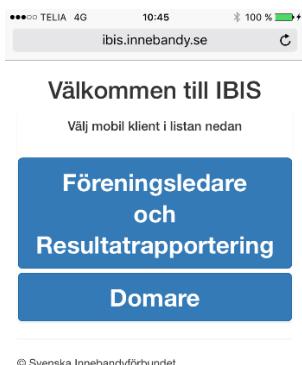 TELIA 4G 10:45 100 %
ibis.innebandy.se
Välkommen till IBIS
Välj mobil klient i listan nedan
Föreningsledare
och
Resultatrapportering
Domare
© Svenska Innebandyförbundet